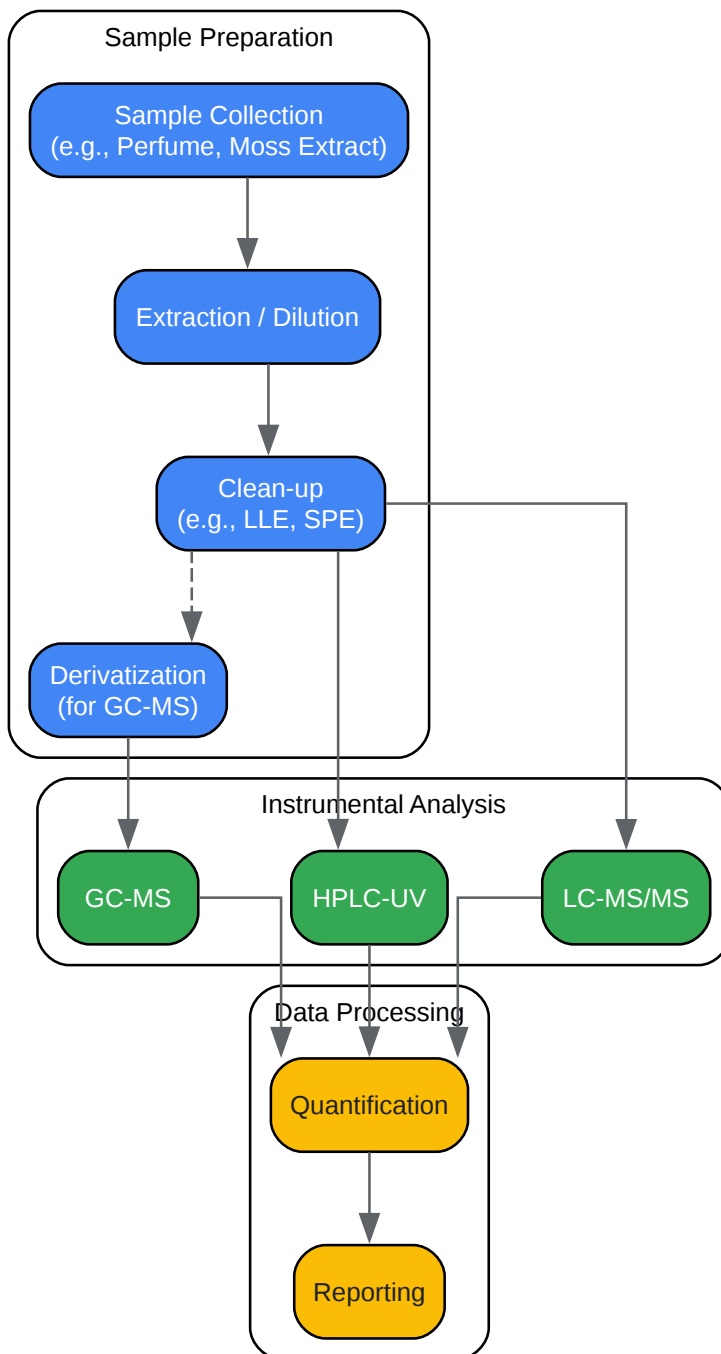 Sample Preparation
Sample Collection
(e.g., Perfume, Moss Extract)
Extraction / Dilution
Clean-up
(e.g., LLE, SPE)
Derivatization
(for GC-MS)
Instrumental Analysis
GC-MS
HPLC-UV
LC-MS/MS
Data Processing
Quantification
Reporting